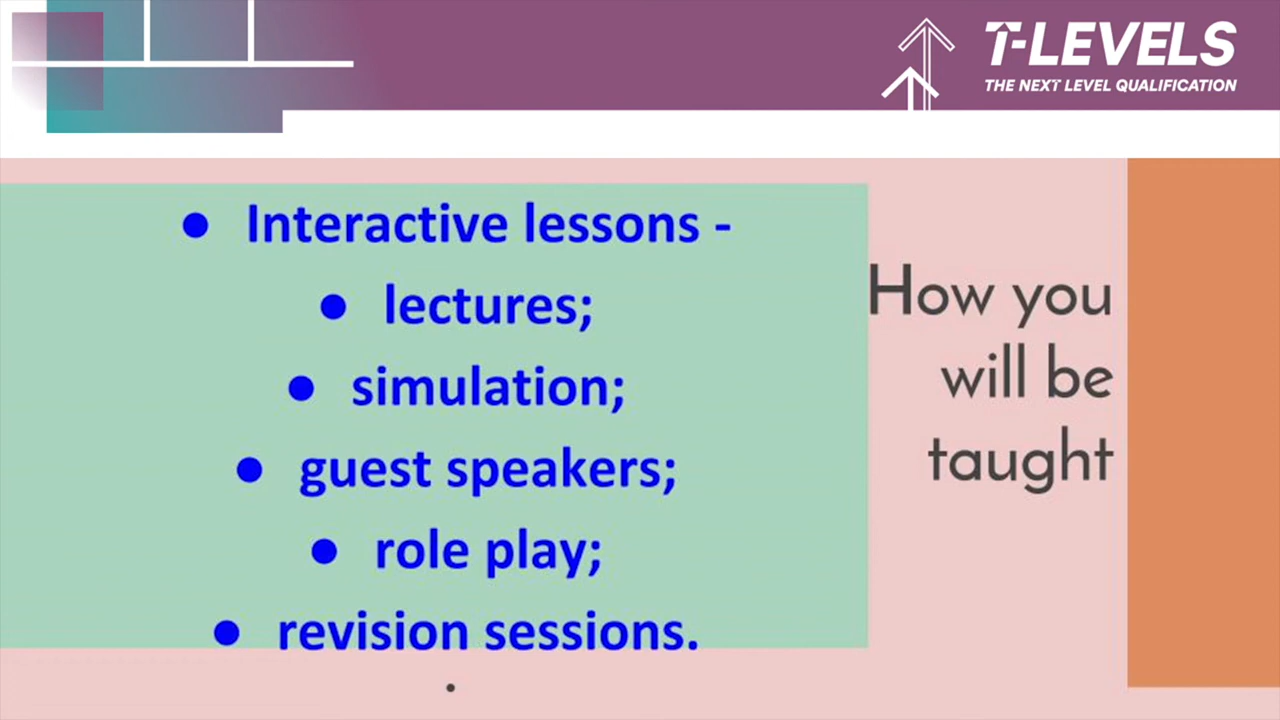 T-LEVELS
THE NEXT LEVEL QUALIFICATION
● Interactive lessons -
● lectures;
● simulation;
● guest speakers;
● role play;
● revision sessions.
•
How you
will be
taught